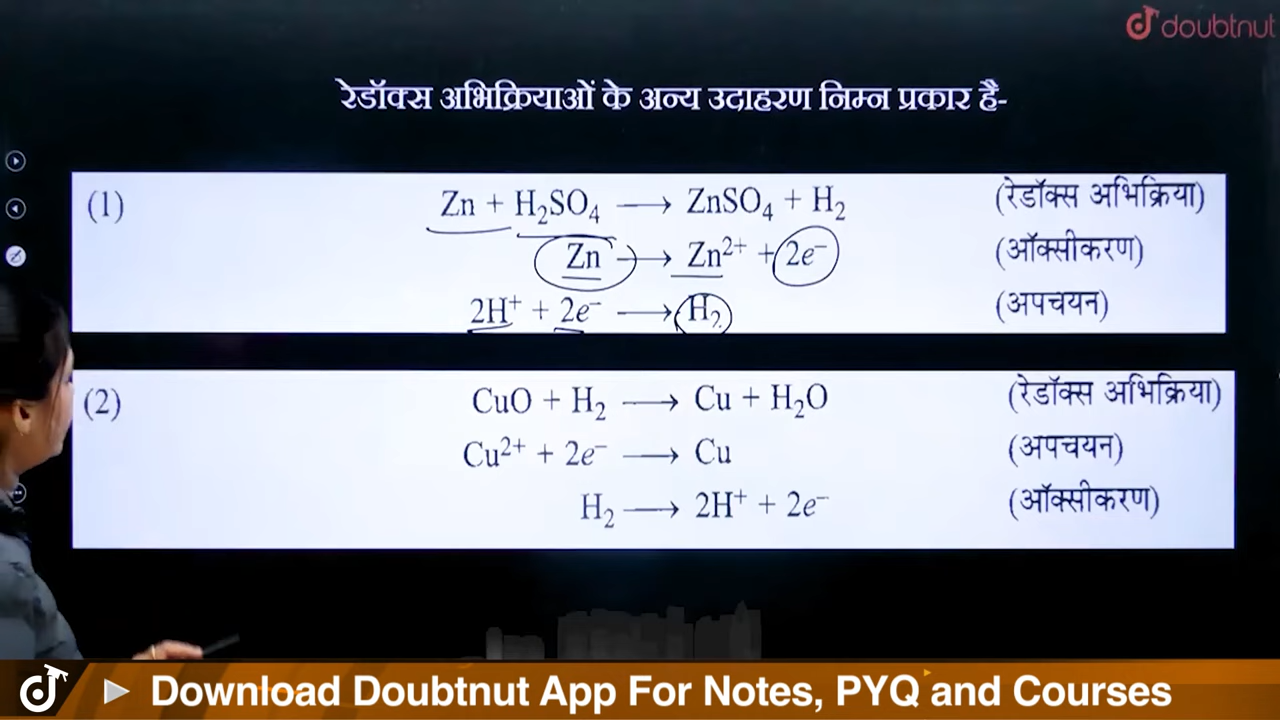 doubtnut
रेडॉक्स अभिक्रियाओं के अन्य उदाहरण निम्न प्रकार है-
(1) Zn + H₂SO₄ ⟶ ZnSO₄ + H₂ (रेडॉक्स अभिक्रिया)
Zn ⟶ Zn²⁺ + 2e⁻ (ऑक्सीकरण)
2H⁺ + 2e⁻ ⟶ H₂ (अपचयन)
(2) CuO + H₂ ⟶ Cu + H₂O (रेडॉक्स अभिक्रिया)
Cu²⁺ + 2e⁻ ⟶ Cu (अपचयन)
H₂ ⟶ 2H⁺ + 2e⁻ (ऑक्सीकरण)
Download Doubtnut App For Notes, PYQ and Courses